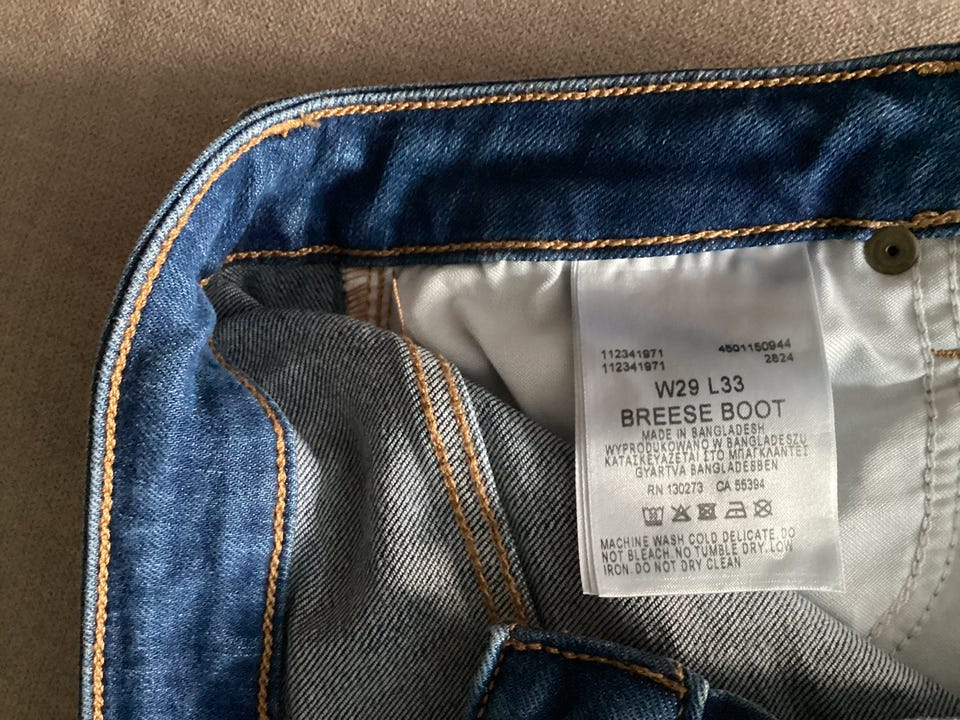 112341971 4501150944
112341971 2824
W29 L33
BREESE BOOT
MADE IN BANGLADESH
WYPRODUKOWANO W BANGLADESZU
ΚΑΤΑΣΚΕΥΑΖΕΤΑΙ ΣΤΟ ΜΠΑΓΚΛΑΝΤΕΣ
GYÁRTVA BANGLADESBEN
RN 130273 CA 55394
MACHINE WASH COLD DELICATE. DO
NOT BLEACH. NO TUMBLE DRY. LOW
IRON. DO NOT DRY CLEAN